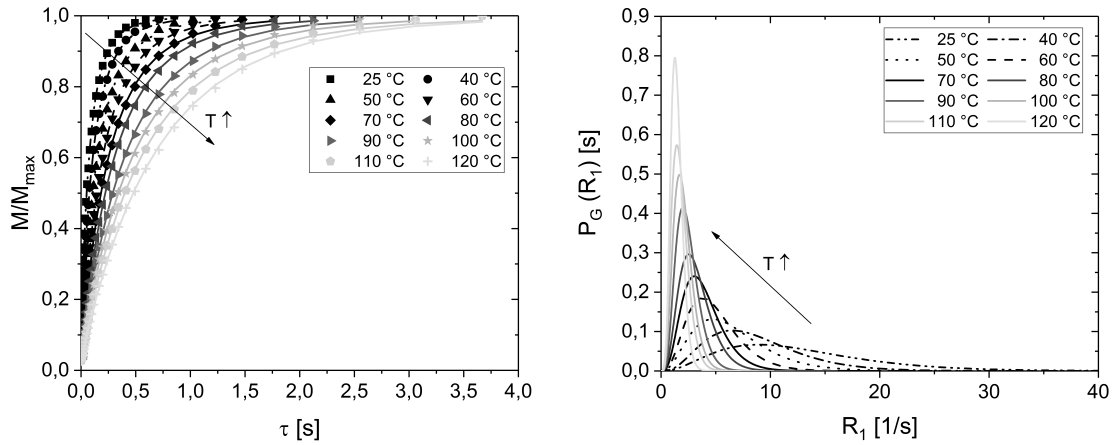 1,0
0,8
0,6
0,4
0,2
0,0
M/M_max
0,0 0,5 1,0 1,5 2,0 2,5 3,0 3,5 4,0
τ [s]
T ↑
25 °C 40 °C
50 °C 60 °C
70 °C 80 °C
90 °C 100 °C
110 °C 120 °C
0,9
0,8
0,7
0,6
0,5
0,4
0,3
0,2
0,1
0,0
P_G (R_1) [s]
0 10 20 30 40
R_1 [1/s]
T ↑
25 °C 40 °C
50 °C 60 °C
70 °C 80 °C
90 °C 100 °C
110 °C 120 °C